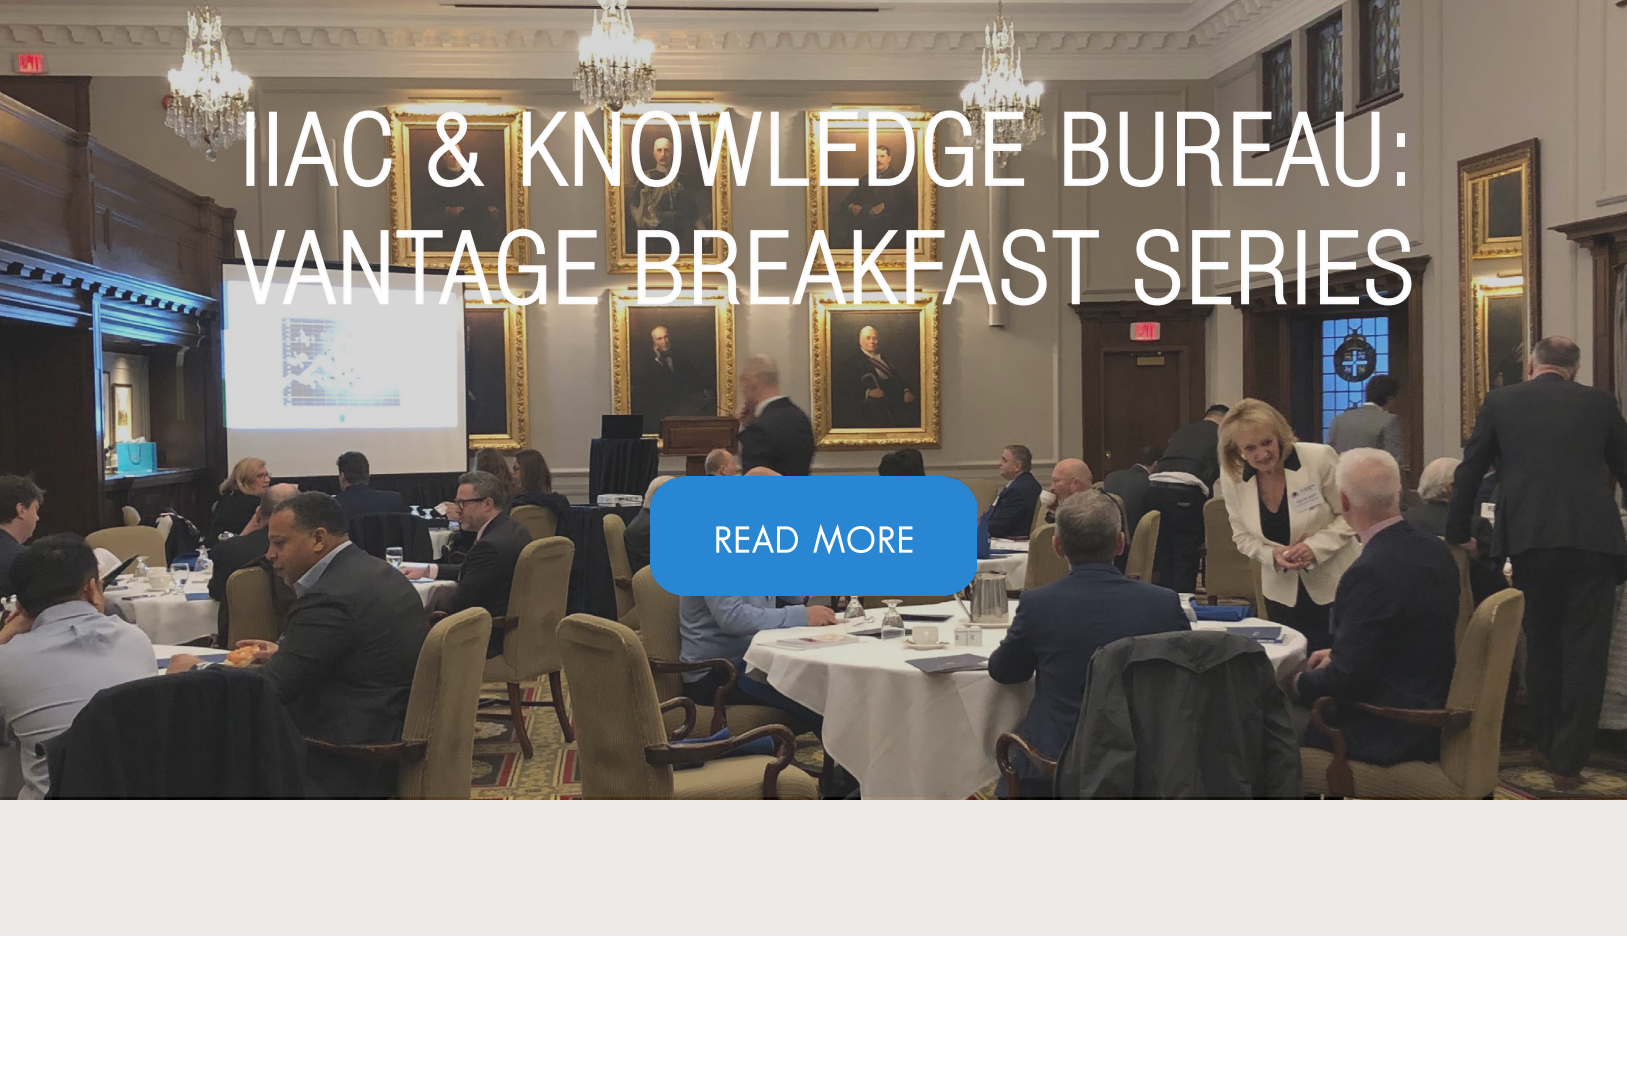 IIAC & KNOWLEDGE BUREAU:
VANTAGE BREAKFAST SERIES
READ MORE